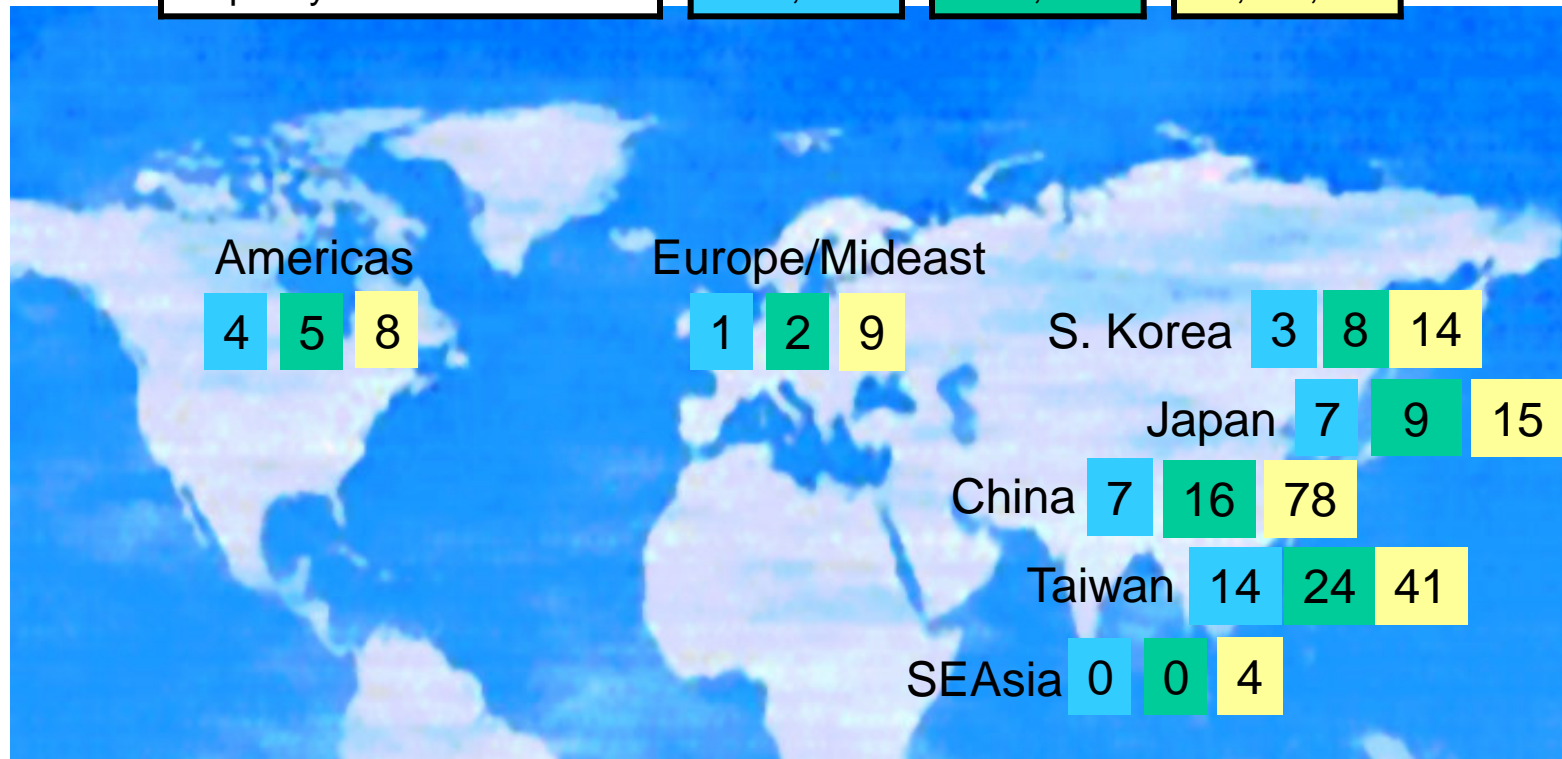 Americas
4 5 8
Europe/Mideast
1 2 9
S. Korea 3 8 14
Japan 7 9 15
China 7 16 78
Taiwan 14 24 41
SEAsia 0 0 4